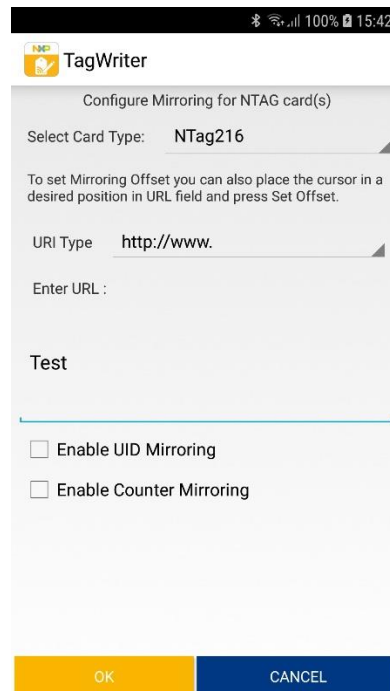 100% 15:42
NXP
TagWriter
Configure Mirroring for NTAG card(s)
Select Card Type: NTag216
To set Mirroring Offset you can also place the cursor in a
desired position in URL field and press Set Offset.
URI Type http://www.
Enter URL :
Test
Enable UID Mirroring
Enable Counter Mirroring
OK CANCEL